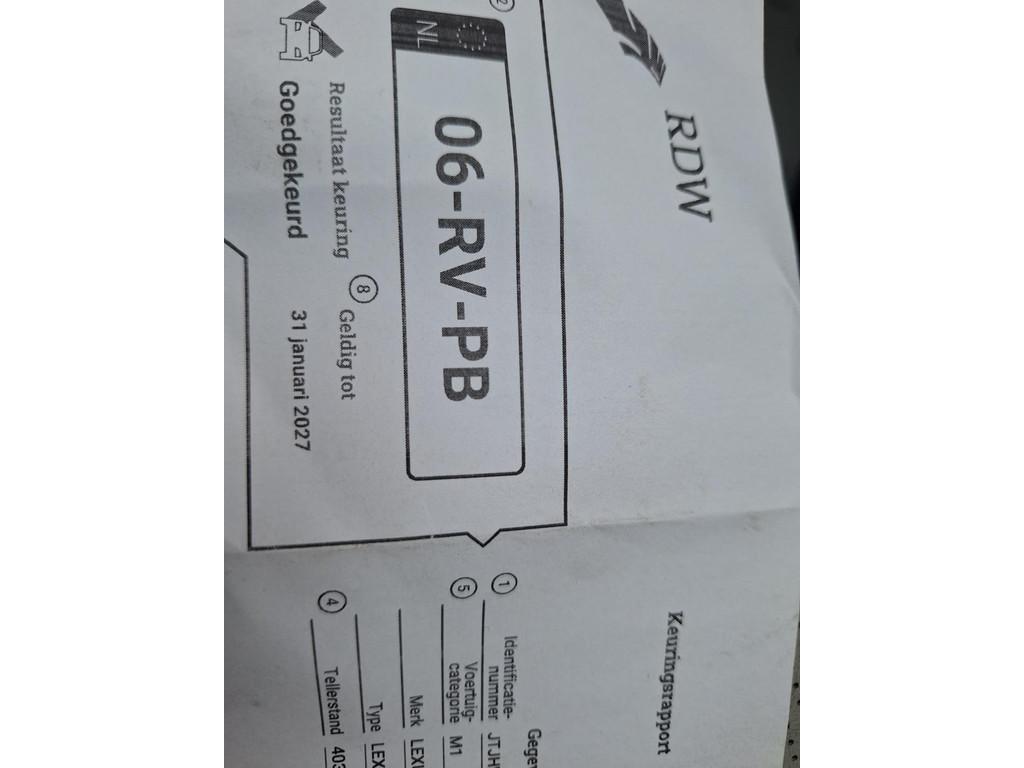 RDW
Keuringsrapport
2
NL
06-RV-PB
Resultaat keuring
8 Geldig tot
Goedgekeurd
31 januari 2027
1 Identificatie-
nummer
5 Voertuig-
categorie M1
Merk
Type
4 Tellerstand